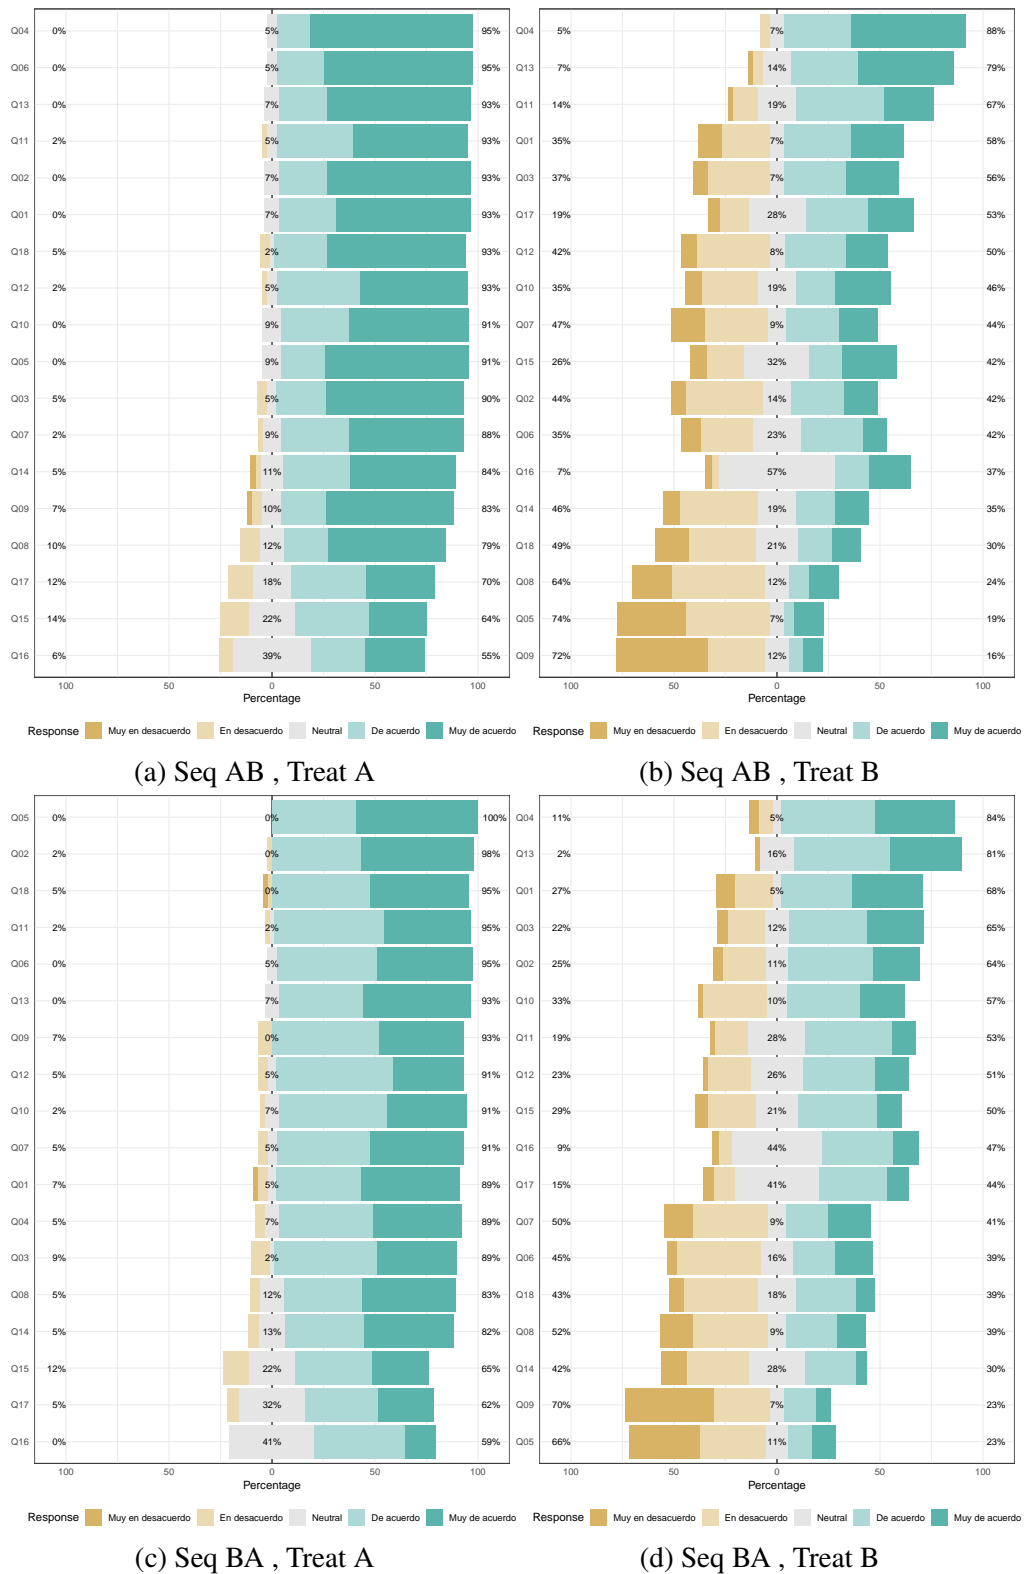 Q04 0% 5% 95%
Q06 0% 5% 95%
Q13 0% 7% 93%
Q11 2% 5% 93%
Q02 0% 7% 93%
Q01 0% 7% 93%
Q18 5% 2% 93%
Q12 2% 5% 93%
Q10 0% 9% 91%
Q05 0% 9% 91%
Q03 5% 5% 90%
Q07 2% 9% 88%
Q14 5% 11% 84%
Q09 7% 10% 83%
Q08 10% 12% 79%
Q17 12% 18% 70%
Q15 14% 22% 64%
Q16 6% 39% 55%
100 50 0 50 100
Percentage
Response Muy en desacuerdo En desacuerdo Neutral De acuerdo Muy de acuerdo
(a) Seq AB , Treat A
Q04 5% 7% 88%
Q13 7% 14% 79%
Q11 14% 19% 67%
Q01 35% 7% 58%
Q03 37% 7% 56%
Q17 19% 28% 53%
Q12 42% 8% 50%
Q10 35% 19% 46%
Q07 47% 9% 44%
Q15 26% 32% 42%
Q02 44% 14% 42%
Q06 35% 23% 42%
Q16 7% 57% 37%
Q14 46% 19% 35%
Q18 49% 21% 30%
Q08 64% 12% 24%
Q05 74% 7% 19%
Q09 72% 12% 16%
100 50 0 50 100
Percentage
Response Muy en desacuerdo En desacuerdo Neutral De acuerdo Muy de acuerdo
(b) Seq AB , Treat B
Q05 0% 0% 100%
Q02 2% 0% 98%
Q18 5% 0% 95%
Q11 2% 2% 95%
Q06 0% 5% 95%
Q13 0% 7% 93%
Q09 7% 0% 93%
Q12 5% 5% 91%
Q10 2% 7% 91%
Q07 5% 5% 91%
Q01 7% 5% 89%
Q04 5% 7% 89%
Q03 9% 2% 89%
Q08 5% 12% 83%
Q14 5% 13% 82%
Q15 12% 22% 65%
Q17 5% 32% 62%
Q16 0% 41% 59%
100 50 0 50 100
Percentage
Response Muy en desacuerdo En desacuerdo Neutral De acuerdo Muy de acuerdo
(c) Seq BA , Treat A
Q04 11% 5% 84%
Q13 2% 16% 81%
Q01 27% 5% 68%
Q03 22% 12% 65%
Q02 25% 11% 64%
Q10 33% 10% 57%
Q11 19% 28% 53%
Q12 23% 26% 51%
Q15 29% 21% 50%
Q16 9% 44% 47%
Q17 15% 41% 44%
Q07 50% 9% 41%
Q06 45% 16% 39%
Q18 43% 18% 39%
Q08 52% 9% 39%
Q14 42% 28% 30%
Q09 70% 7% 23%
Q05 66% 11% 23%
100 50 0 50 100
Percentage
Response Muy en desacuerdo En desacuerdo Neutral De acuerdo Muy de acuerdo
(d) Seq BA , Treat B